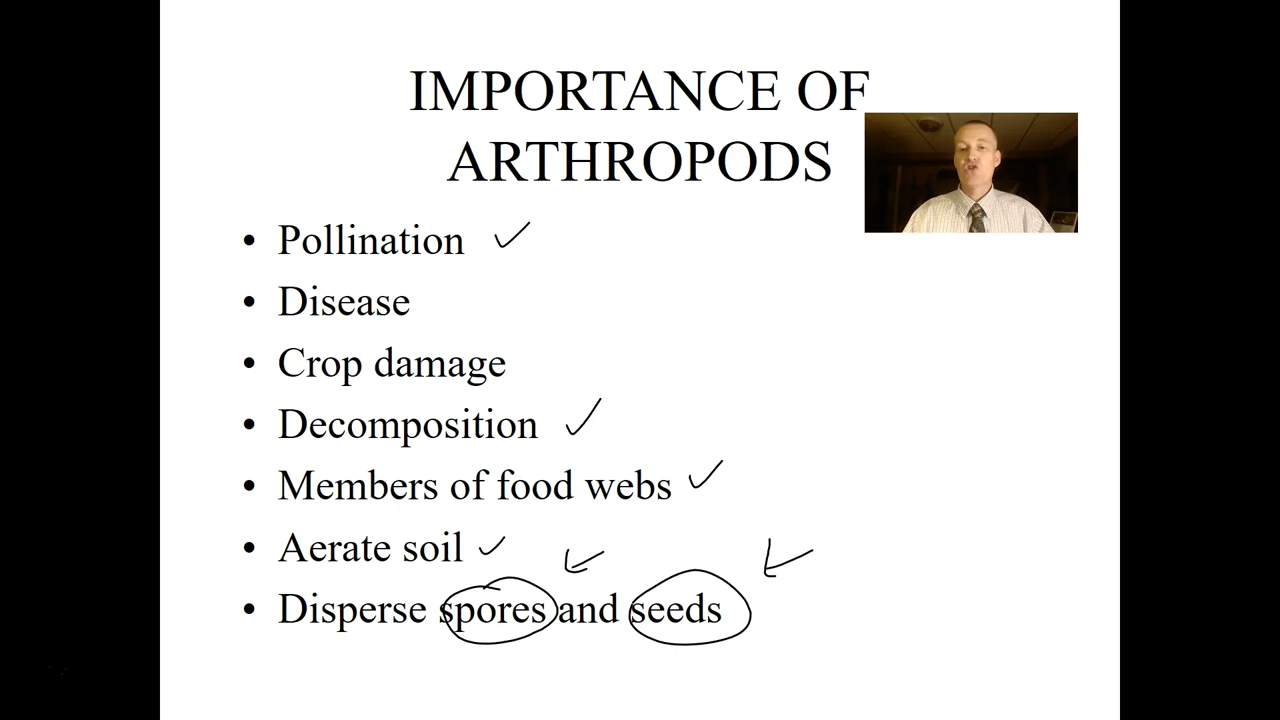 IMPORTANCE OF
ARTHROPODS
• Pollination ✓
• Disease
• Crop damage
• Decomposition ✓
• Members of food webs ✓
• Aerate soil ✓
• Disperse spores and seeds